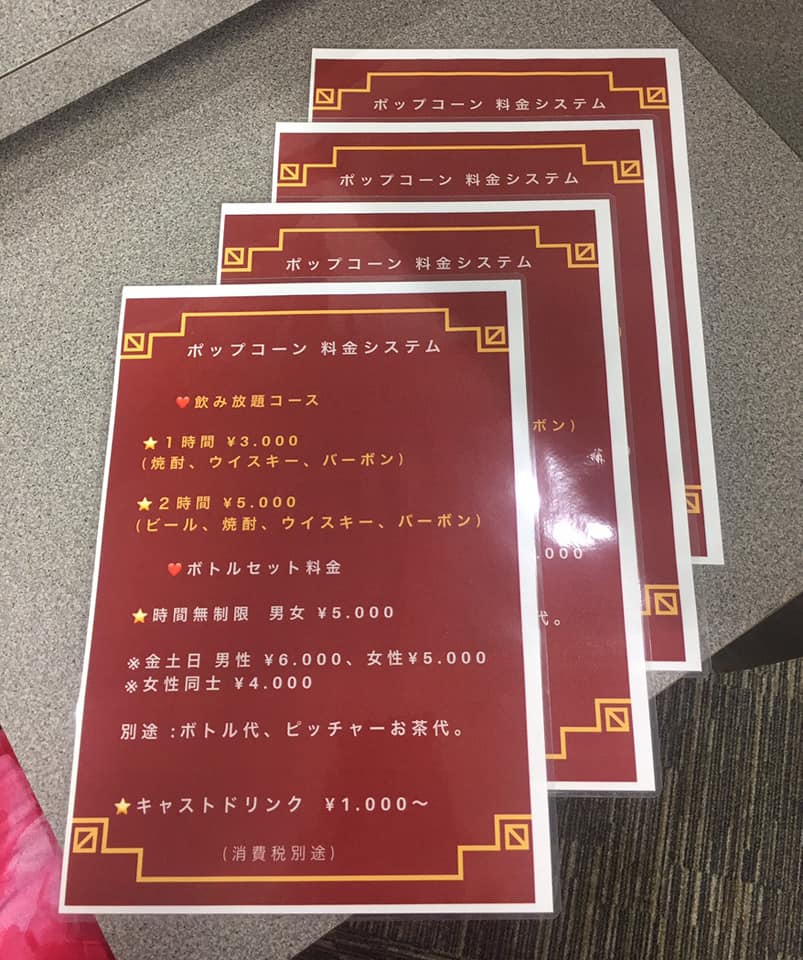 ポップコーン 料金システム
ポップコーン 料金システム
ポップコーン 料金システム
ポップコーン 料金システム
❤️飲み放題コース
⭐１時間 ¥3.000
(焼酎、ウイスキー、バーボン)
⭐２時間 ¥5.000
(ビール、焼酎、ウイスキー、バーボン)
❤️ボトルセット料金
⭐時間無制限 男女 ¥5.000
※金土日 男性 ¥6.000、女性¥5.000
※女性同士 ¥4.000
別途 :ボトル代、ピッチャーお茶代。
⭐キャストドリンク ¥1.000〜
(消費税別途)
ボン)
.000
代。